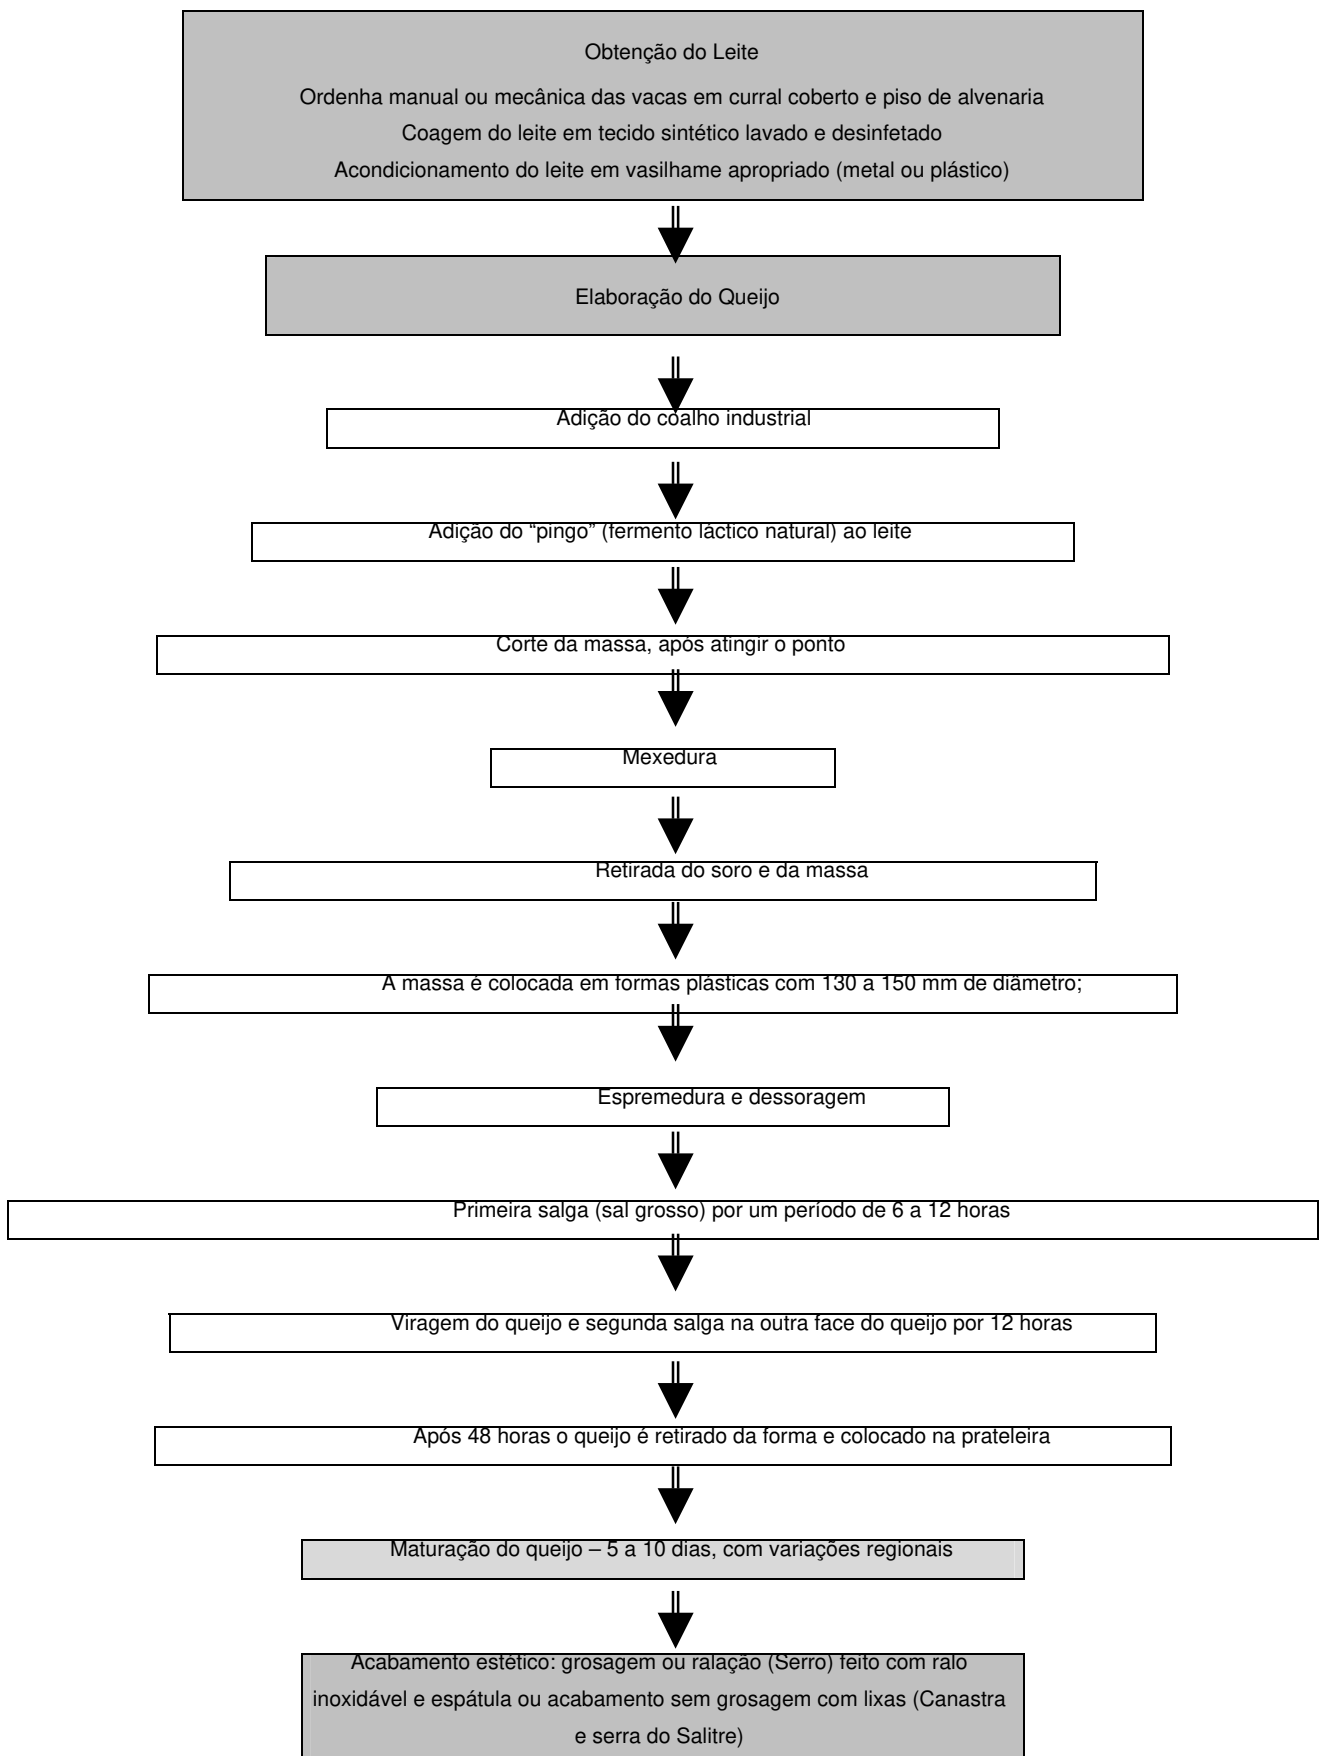 Obtenção do Leite
Ordenha manual ou mecânica das vacas em curral coberto e piso de alvenaria
Coagem do leite em tecido sintético lavado e desinfetado
Acondicionamento do leite em vasilhame apropriado (metal ou plástico)
Elaboração do Queijo
Adição do coalho industrial
Adição do “pingo” (fermento láctico natural) ao leite
Corte da massa, após atingir o ponto
Mexedura
Retirada do soro e da massa
A massa é colocada em formas plásticas com 130 a 150 mm de diâmetro;
Espremedura e dessoragem
Primeira salga (sal grosso) por um período de 6 a 12 horas
Viragem do queijo e segunda salga na outra face do queijo por 12 horas
Após 48 horas o queijo é retirado da forma e colocado na prateleira
Maturação do queijo – 5 a 10 dias, com variações regionais
Acabamento estético: grosagem ou ralação (Serro) feito com ralo
inoxidável e espátula ou acabamento sem grosagem com lixas (Canastra
e serra do Salitre)